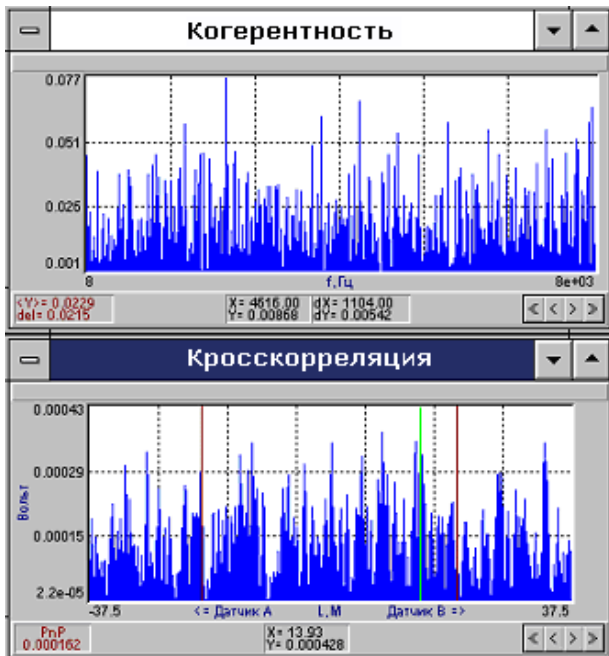 Когерентность
0.077
0.051
0.026
0.001
8 f,Гц 8e+03
<Y>= 0.0229
del= 0.0215
X= 4616.00 dX= 1104.00
Y= 0.00868 dY= 0.00542
Кросскорреляция
0.00043
0.00029
Вольт
0.00015
2.2e-05
-37.5 <= Датчик А L,М Датчик В => 37.5
PnP
0.000162
X= 13.93
Y= 0.000428